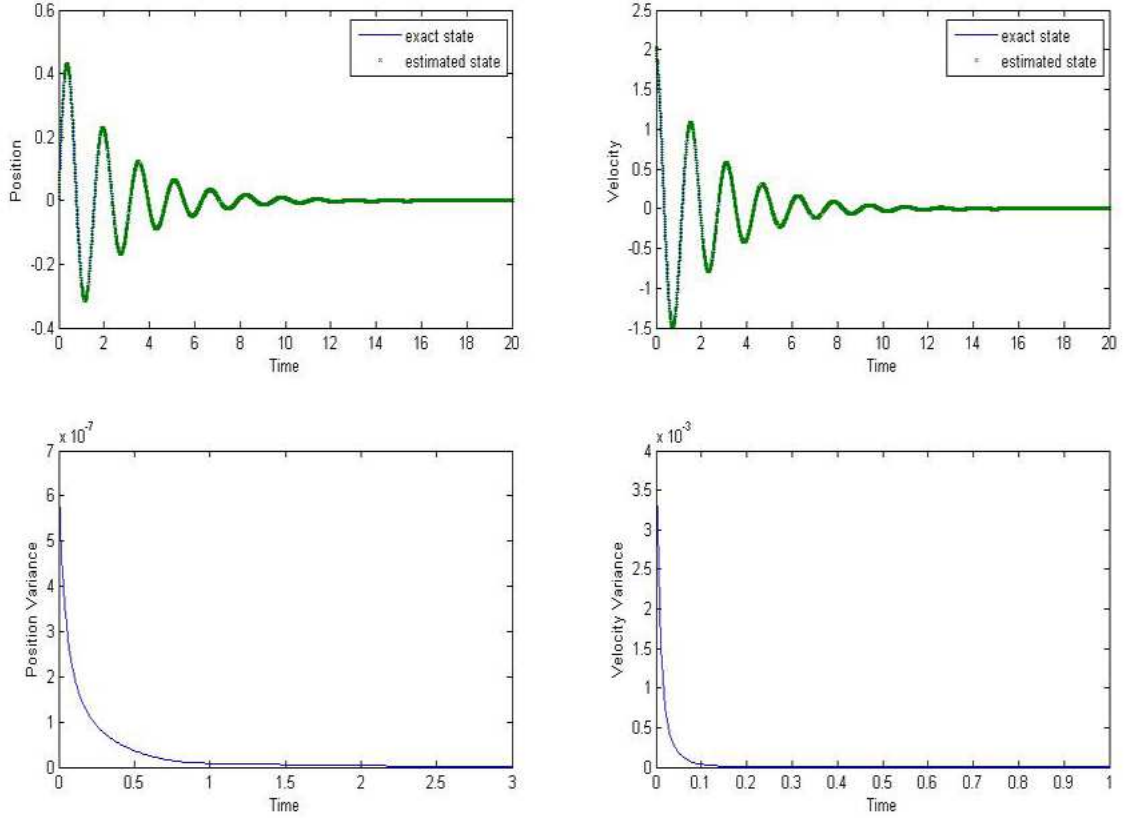 0.6
0.4
0.2
0
-0.2
-0.4
Position
exact state
estimated state
0 2 4 6 8 10 12 14 16 18 20
Time
2.5
2
1.5
1
0.5
0
-0.5
-1
-1.5
Velocity
exact state
estimated state
0 2 4 6 8 10 12 14 16 18 20
Time
x 10-7
7
6
5
4
3
2
1
0
Position Variance
0 0.5 1 1.5 2 2.5 3
Time
x 10-3
4
3.5
3
2.5
2
1.5
1
0.5
0
Velocity Variance
0 0.1 0.2 0.3 0.4 0.5 0.6 0.7 0.8 0.9 1
Time